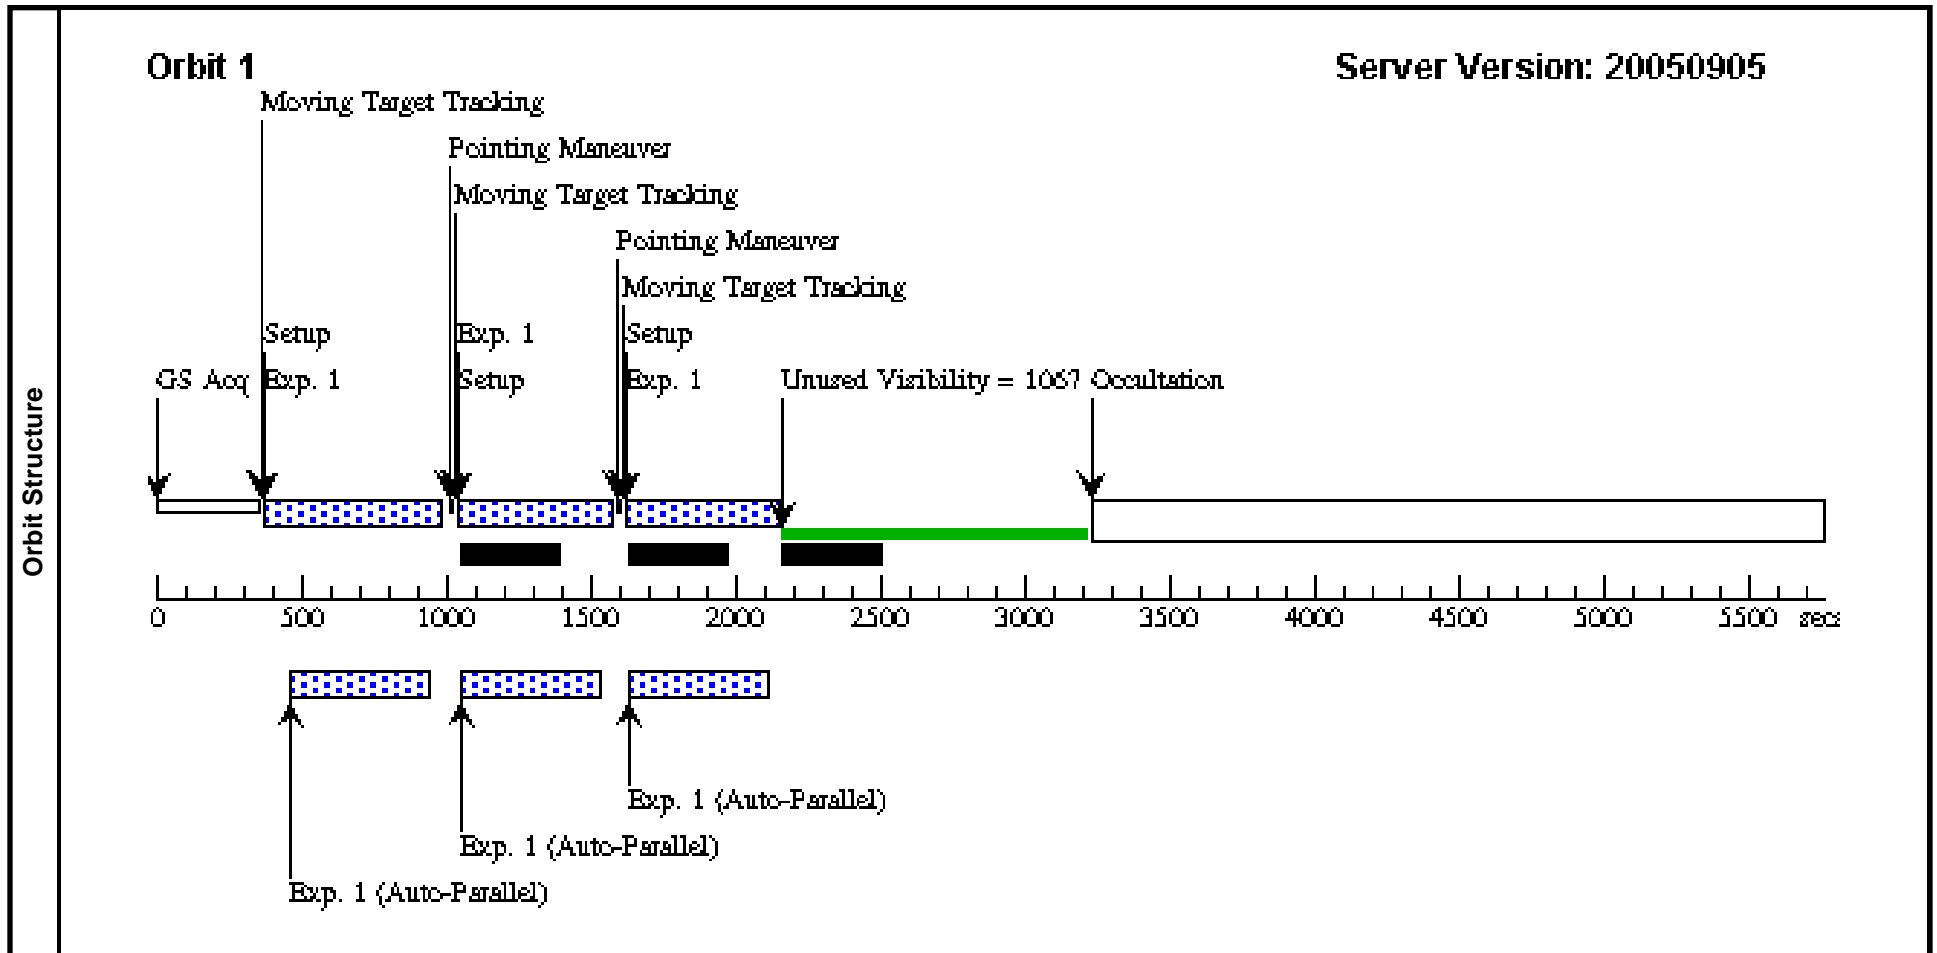 Orbit 1 Server Version: 20050905
Moving Target Tracking
Pointing Maneuver
Moving Target Tracking
Pointing Maneuver
Moving Target Tracking
Setup Exp. 1 Setup
GS Acq Exp. 1 Setup Exp. 1 Unused Visibility = 1067 Occultation
Orbit Structure
0 500 1000 1500 2000 2500 3000 3500 4000 4500 5000 5500 secs
Exp. 1 (Auto-Parallel)
Exp. 1 (Auto-Parallel)
Exp. 1 (Auto-Parallel)